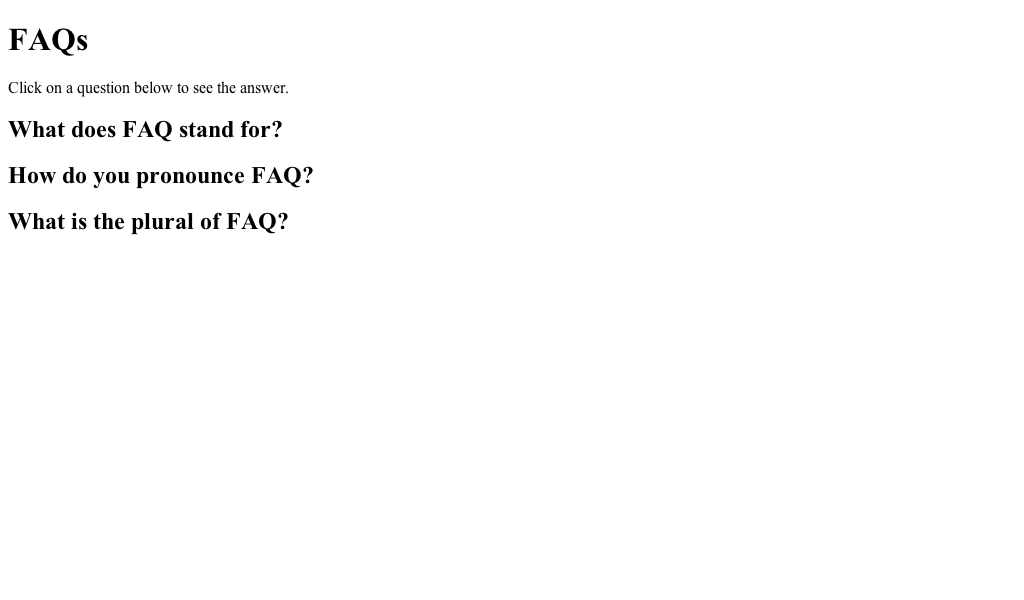 FAQs
Click on a question below to see the answer.
What does FAQ stand for?
How do you pronounce FAQ?
What is the plural of FAQ?